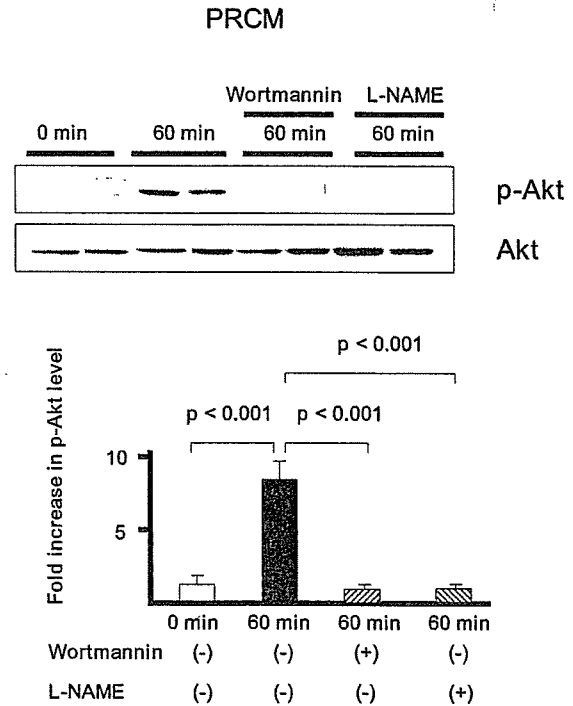 PRCM
Wortmannin L-NAME
0 min 60 min 60 min 60 min
p-Akt
Akt
Fold increase in p-Akt level
p < 0.001
p < 0.001 p < 0.001
10
5
0 min 60 min 60 min 60 min
Wortmannin (-) (-) (+) (-)
L-NAME (-) (-) (-) (+)